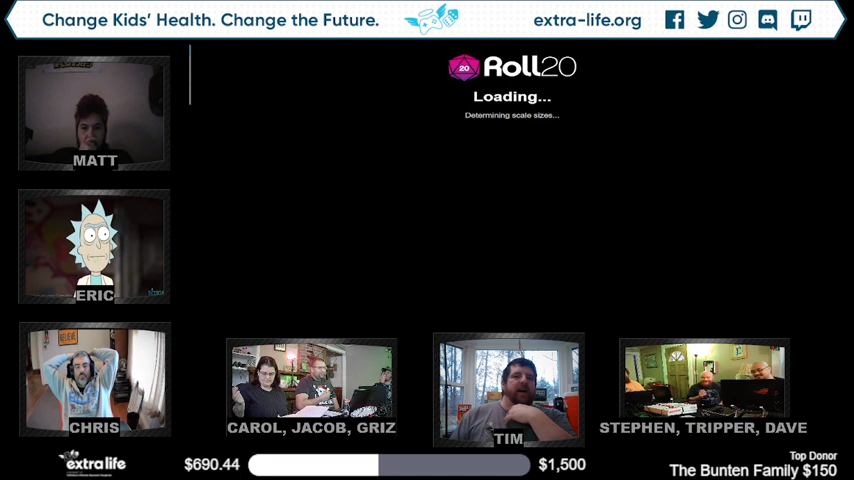 Change Kids' Health. Change the Future.
extra-life.org
20
Roll20
Loading...
Determining scale sizes...
MATT
ERIC
CHRIS
CAROL, JACOB, GRIZ
TIM
STEPHEN, TRIPPER, DAVE
extra life
$690.44
$1,500
Top Donor
The Bunten Family $150